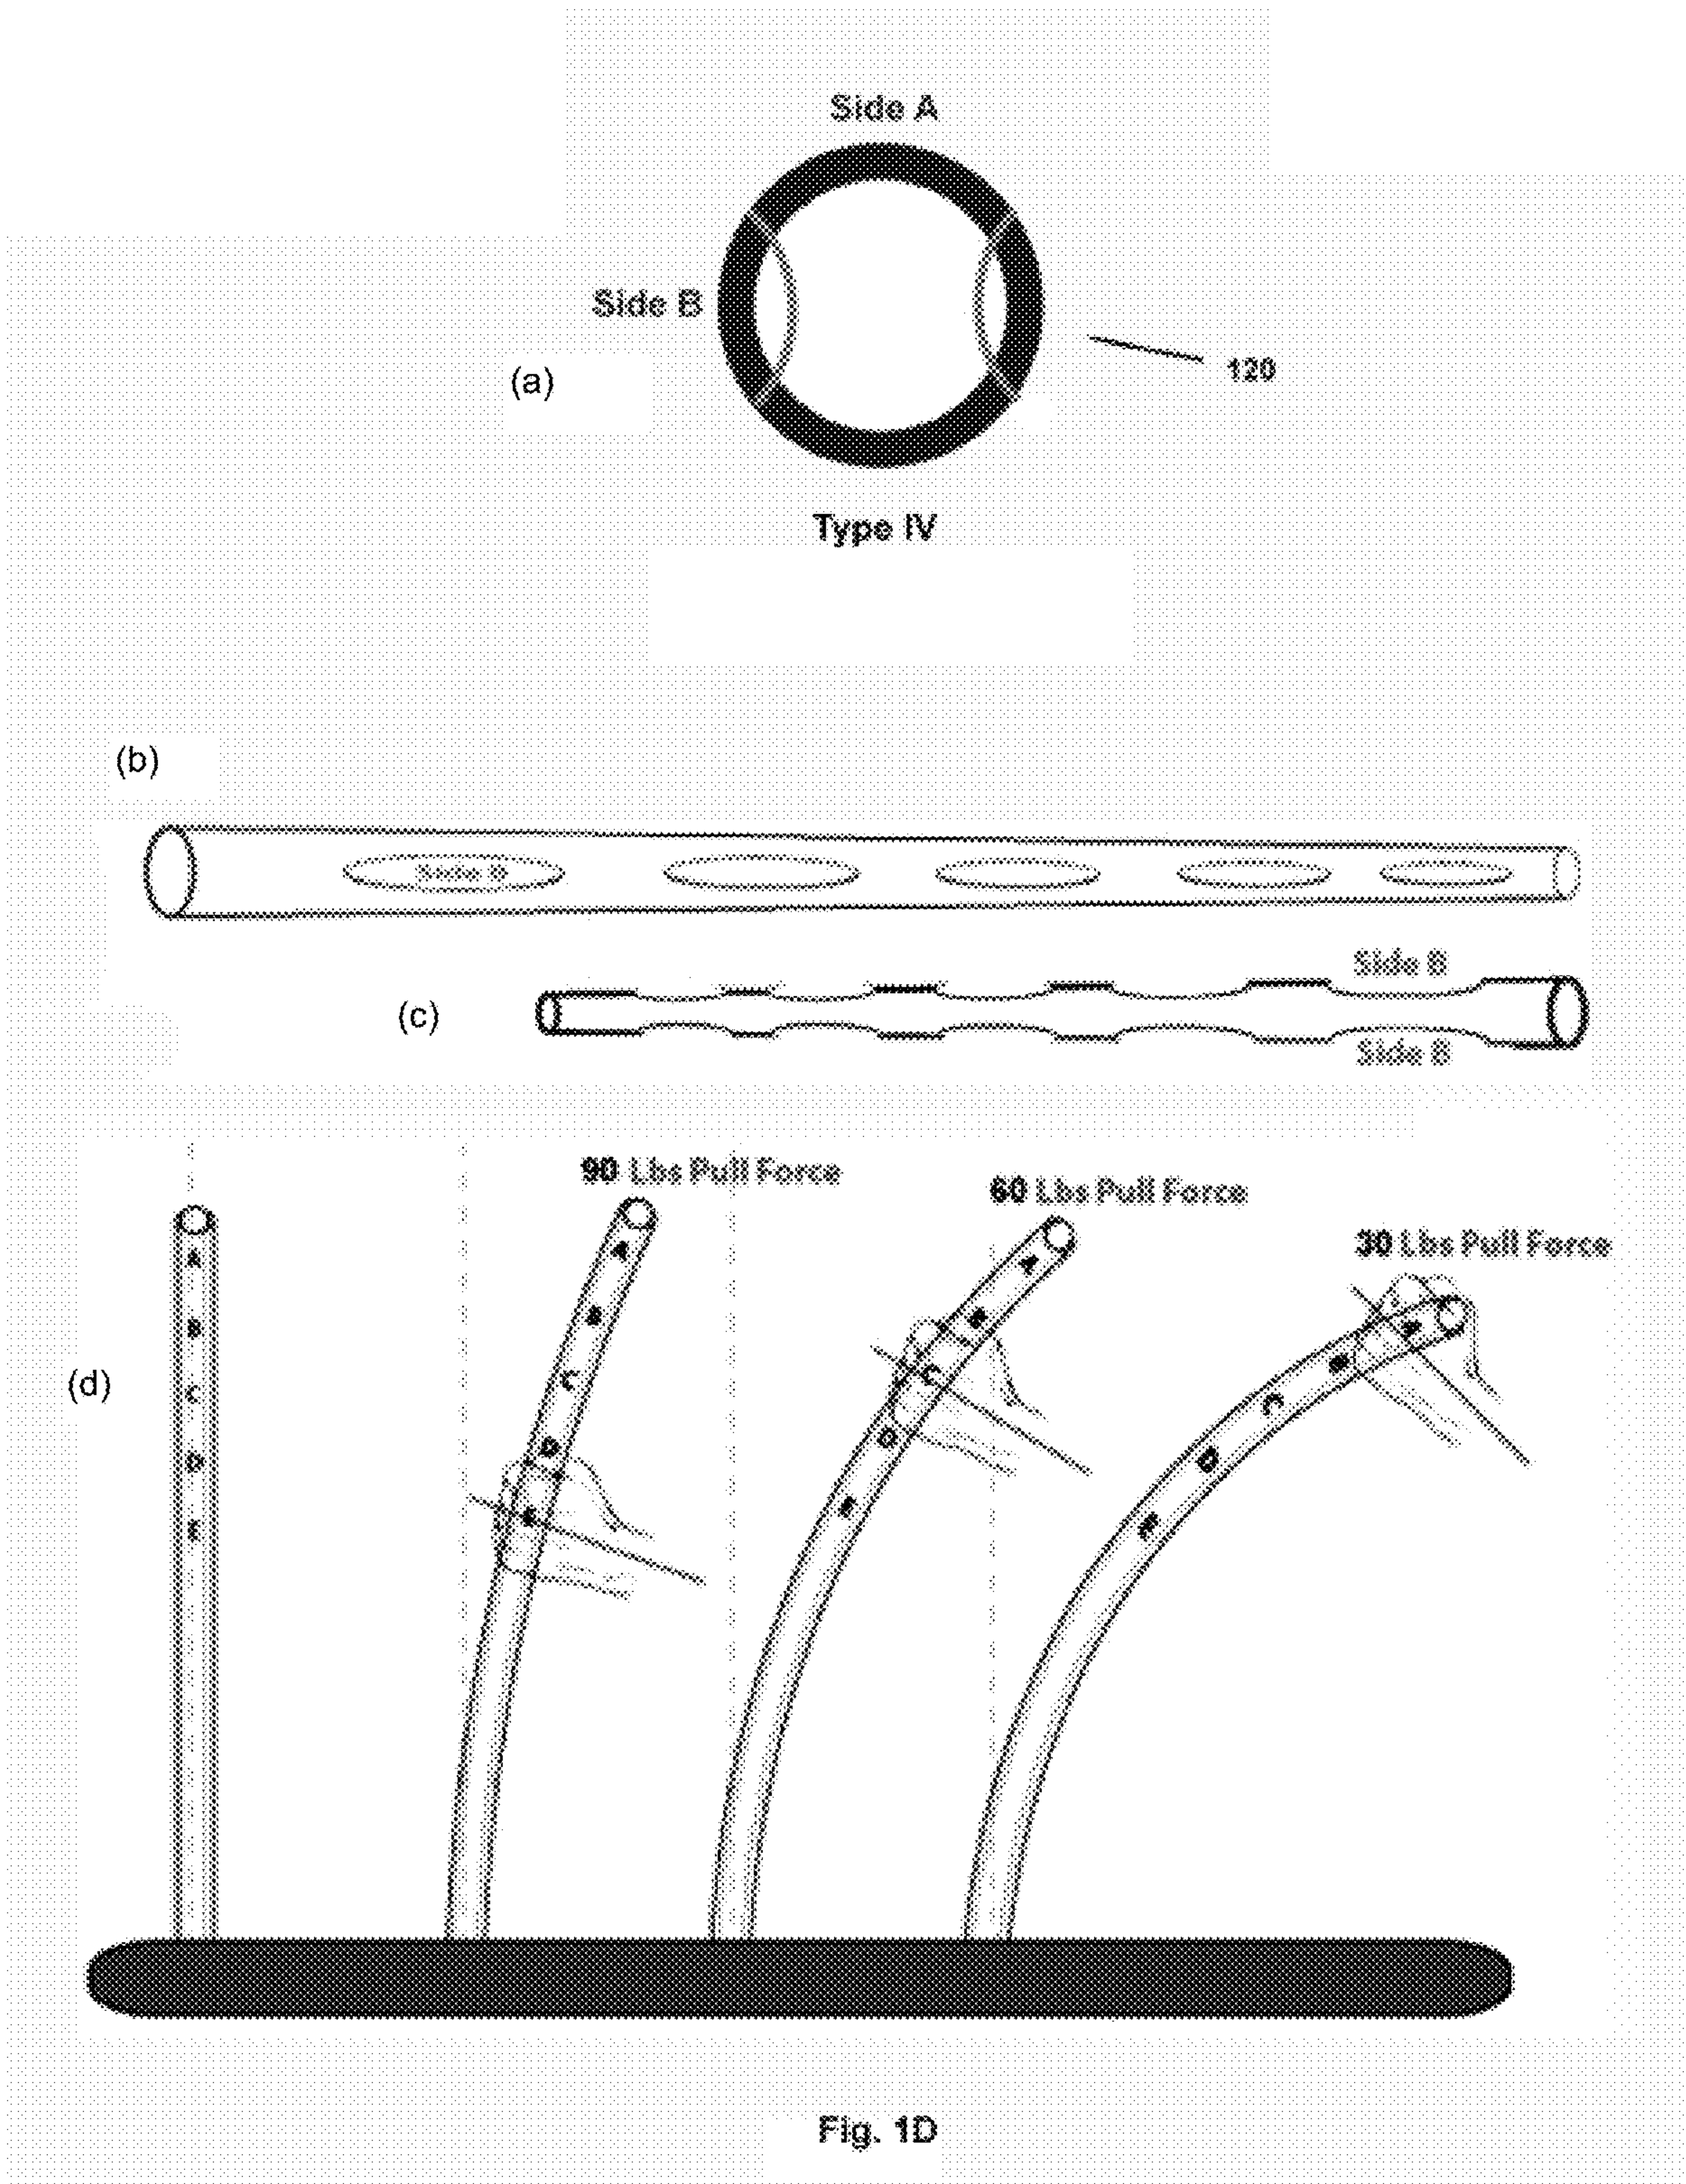 Side A
Side B
(a)
120
Type IV
(b)
Side B
Side B
(c)
Side B
90 Lbs Pull Force
60 Lbs Pull Force
30 Lbs Pull Force
A
B
C
D
E
A
B
C
D
E
A
B
C
D
E
A
B
C
D
E
(d)
Fig. 1D